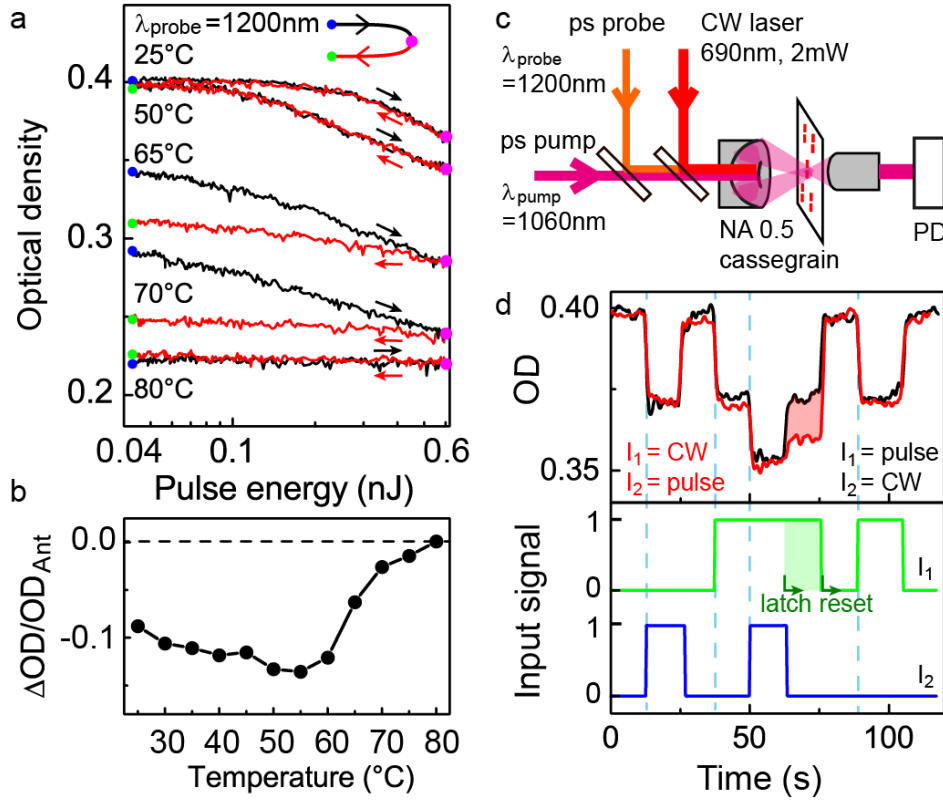 a
λprobe=1200nm
25°C
50°C
65°C
70°C
80°C
0.4
0.3
0.2
Optical density
0.04
0.1
0.6
Pulse energy (nJ)
b
0.0
-0.1
ΔOD/ODAnt
30
40
50
60
70
80
Temperature (°C)
c
ps probe
λprobe
=1200nm
CW laser
690nm, 2mW
ps pump
λpump
=1060nm
NA 0.5
cassegrain
PD
d
0.40
0.35
OD
I1 = CW
I2 = pulse
I1 = pulse
I2 = CW
1
0
I1
latch reset
1
0
I2
Input signal
0
50
100
Time (s)